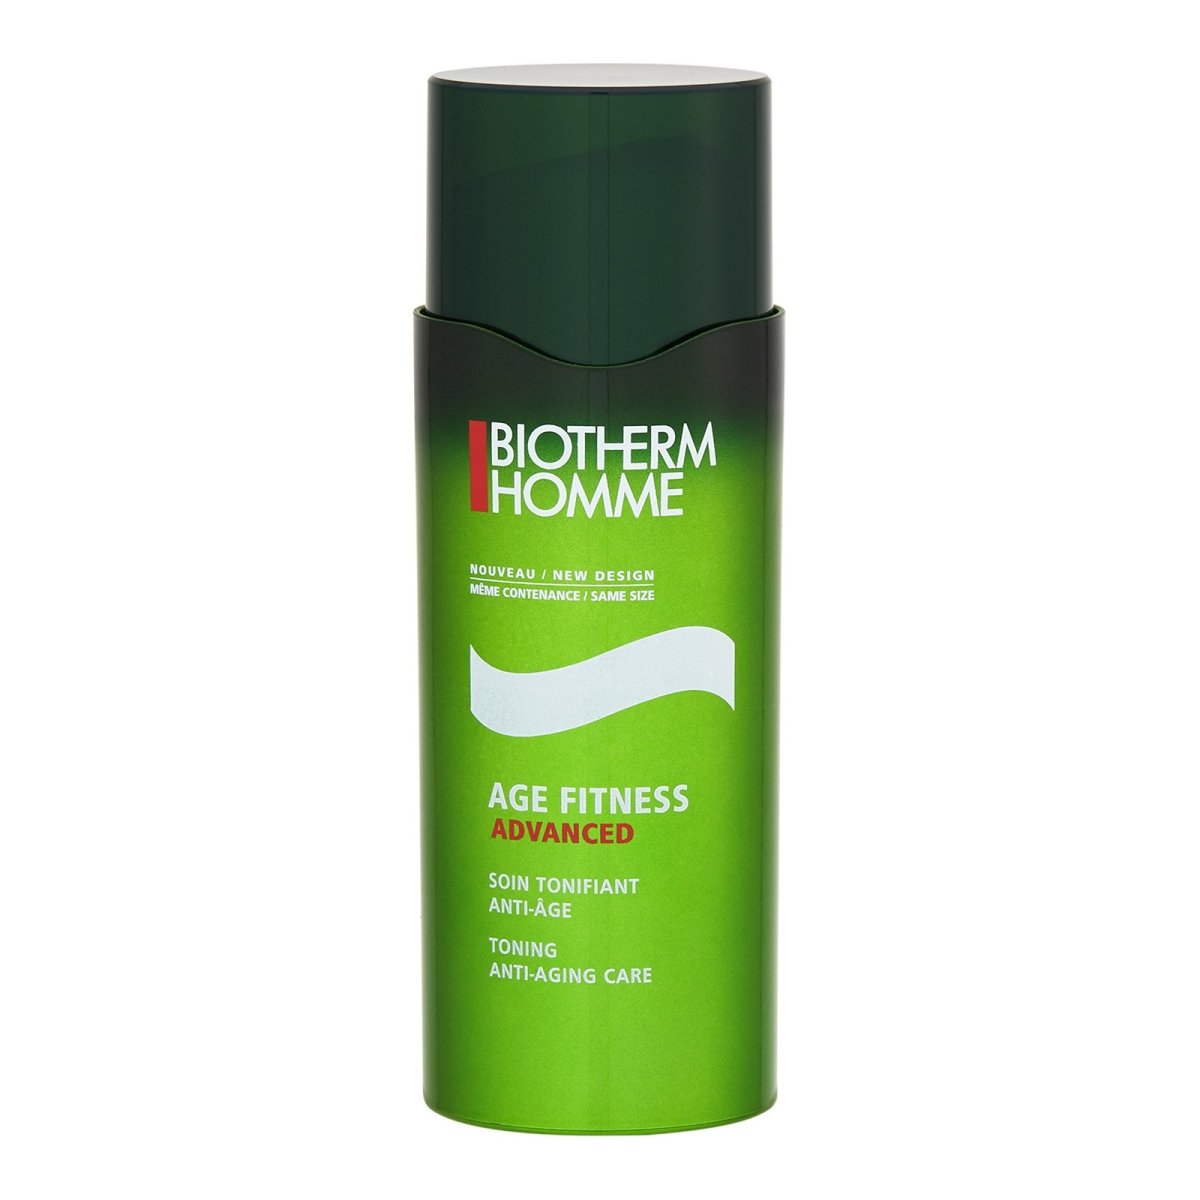 BIOTHERM
HOMME
NOUVEAU / NEW DESIGN
MÊME CONTENANCE / SAME SIZE
AGE FITNESS
ADVANCED
SOIN TONIFIANT
ANTI-ÂGE
TONING
ANTI-AGING CARE